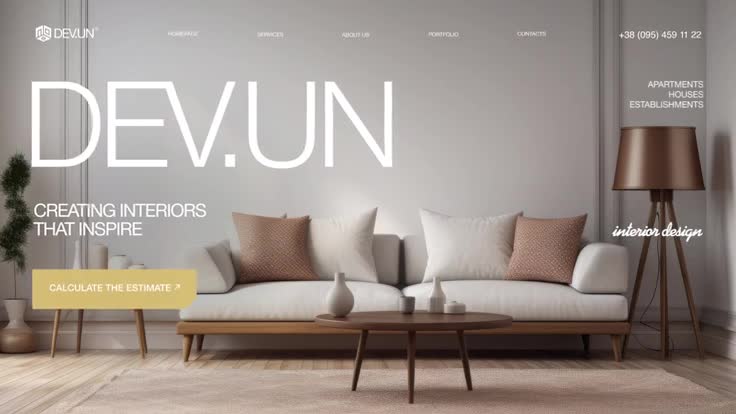 DEV.UN
HOMEPAGE
SERVICES
ABOUT US
PORTFOLIO
CONTACTS
+38 (095) 459 11 22
DEV.UN
APARTMENTS
HOUSES
ESTABLISHMENTS
CREATING INTERIORS
THAT INSPIRE
interior design
CALCULATE THE ESTIMATE ↗